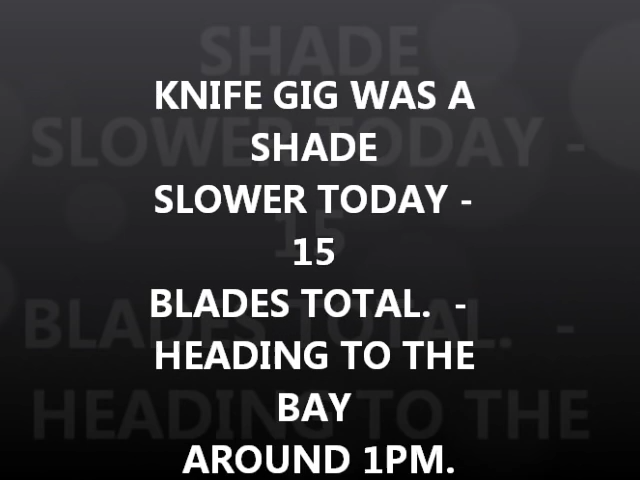 KNIFE GIG WAS A
SHADE
SLOWER TODAY -
15
BLADES TOTAL.  -
HEADING TO THE
BAY
AROUND 1PM.